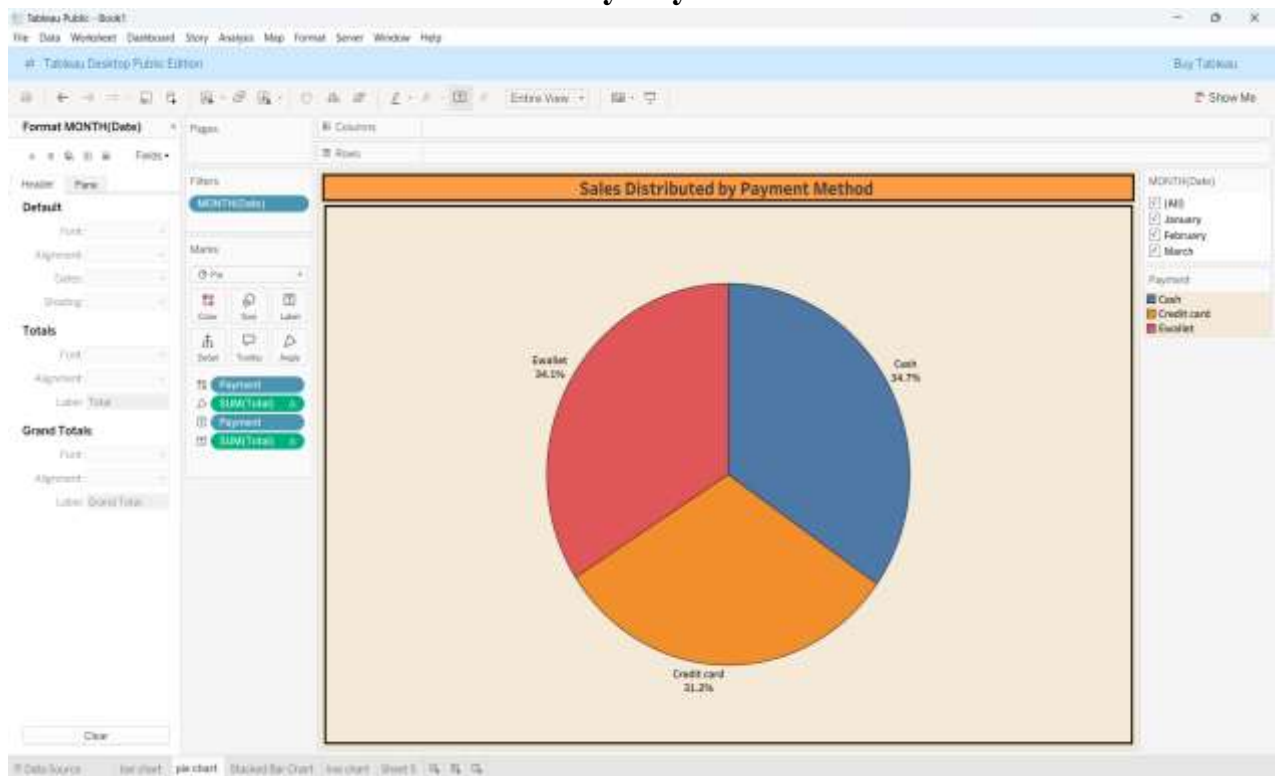 Tableau Public - Book1
File Data Worksheet Dashboard Story Analysis Map Format Server Window Help
Tableau Desktop Public Edition
Buy Tableau
Entire View
Show Me
Format MONTH(Date)
Fields
Header Pane
Default
Font
Alignment
Dates
Shading
Totals
Font
Alignment
Label Total
Grand Totals
Font
Alignment
Label Grand Total
Clear
Pages
Filters
MONTH(Date)
Marks
Pie
Color Size Label
Detail Tooltip Angle
Payment
SUM(Total)
Payment
SUM(Total)
Columns
Rows
Sales Distributed by Payment Method
Ewallet
34.1%
Cash
34.7%
Credit card
31.2%
MONTH(Date)
(All)
January
February
March
Payment
Cash
Credit card
Ewallet
Data Source bar chart pie chart Stacked Bar Chart Sheet 5